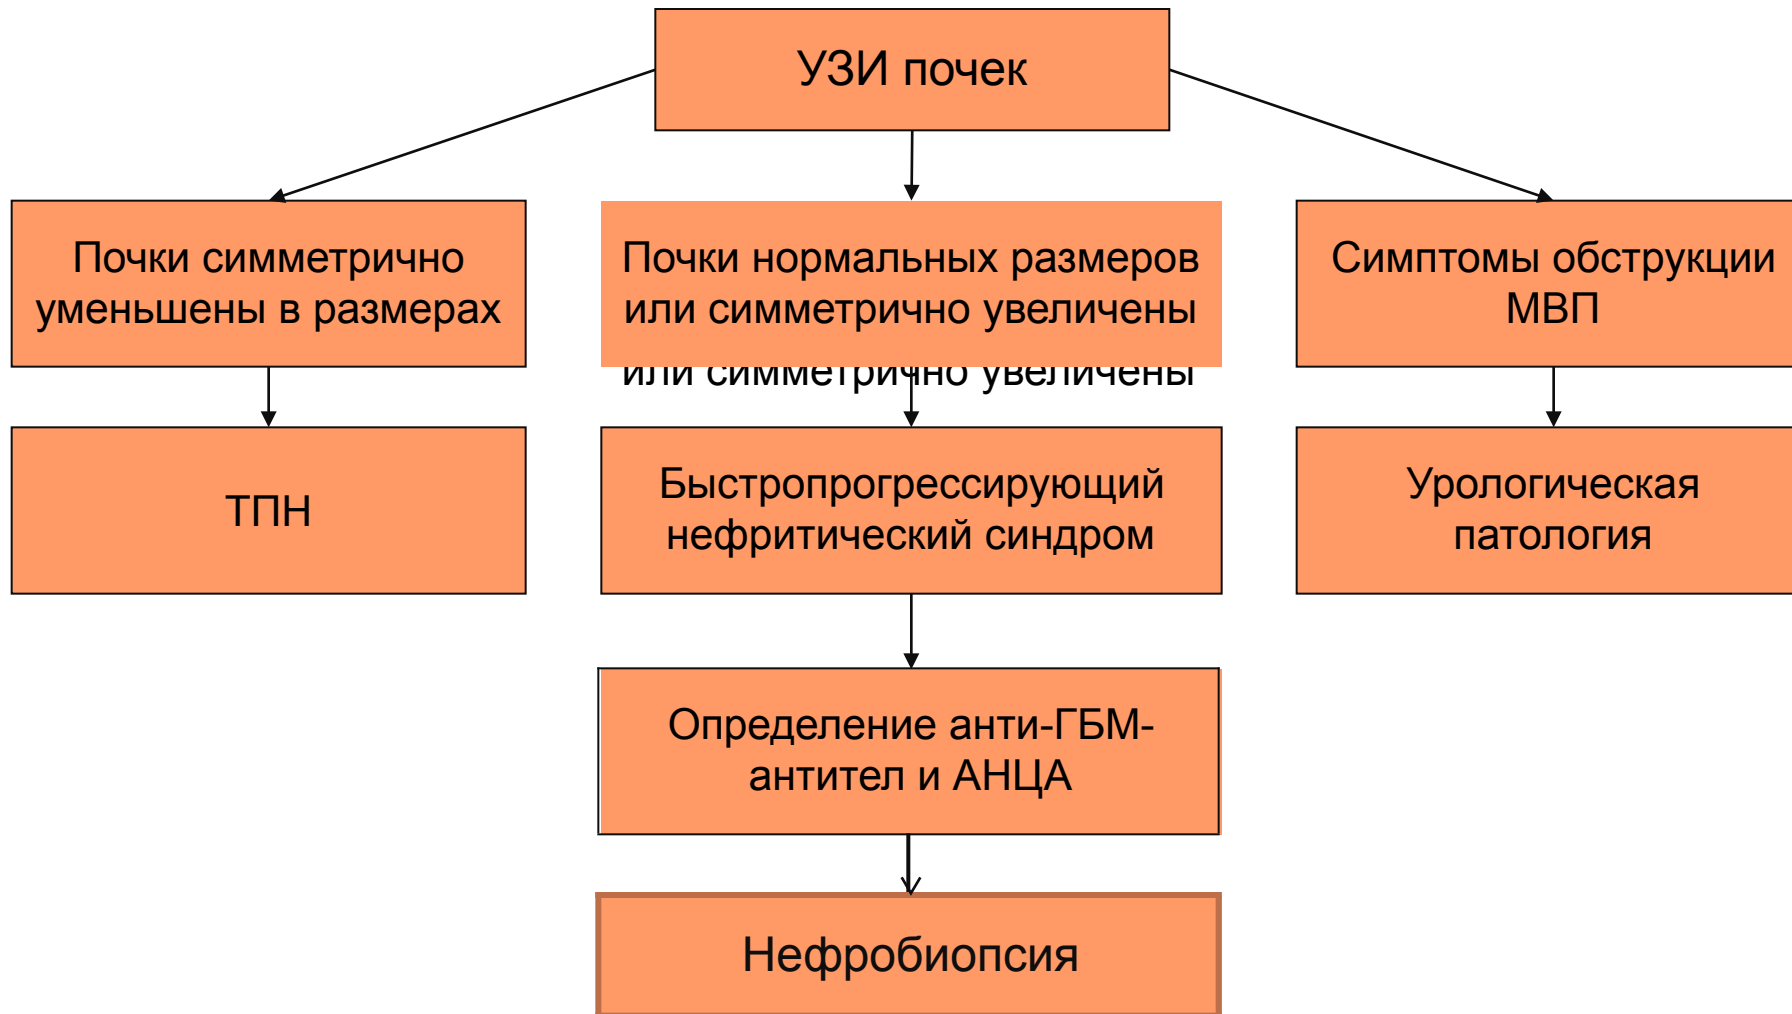 УЗИ почек
Почки симметрично
уменьшены в размерах
Почки нормальных размеров
или симметрично увеличены
или симметрично увеличены
Симптомы обструкции
МВП
ТПН
Быстропрогрессирующий
нефритический синдром
Урологическая
патология
Определение анти-ГБМ-
антител и АНЦА
Нефробиопсия